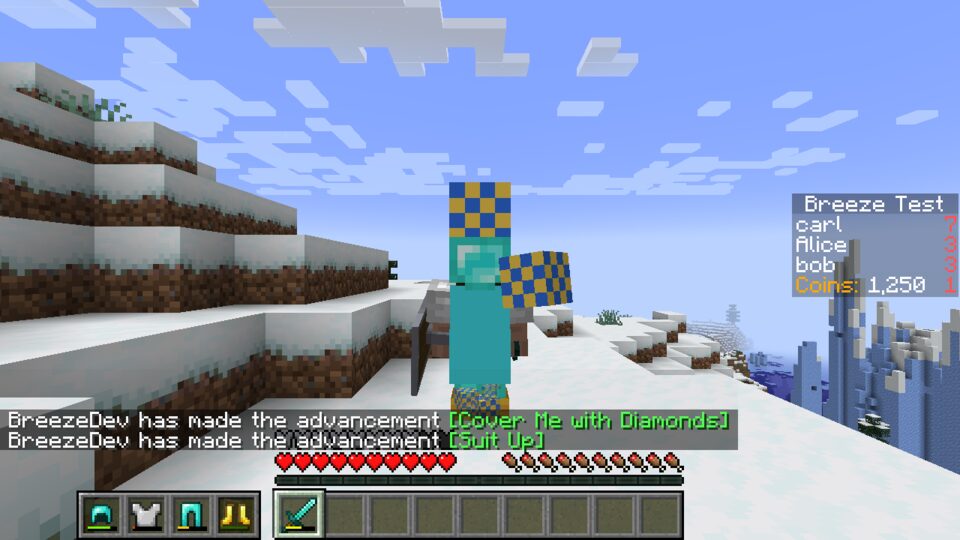 Breeze Test
carl 7
Alice 3
bob 3
Coins: 1,250 1
BreezeDev has made the advancement [Cover Me with Diamonds]
BreezeDev has made the advancement [Suit Up]